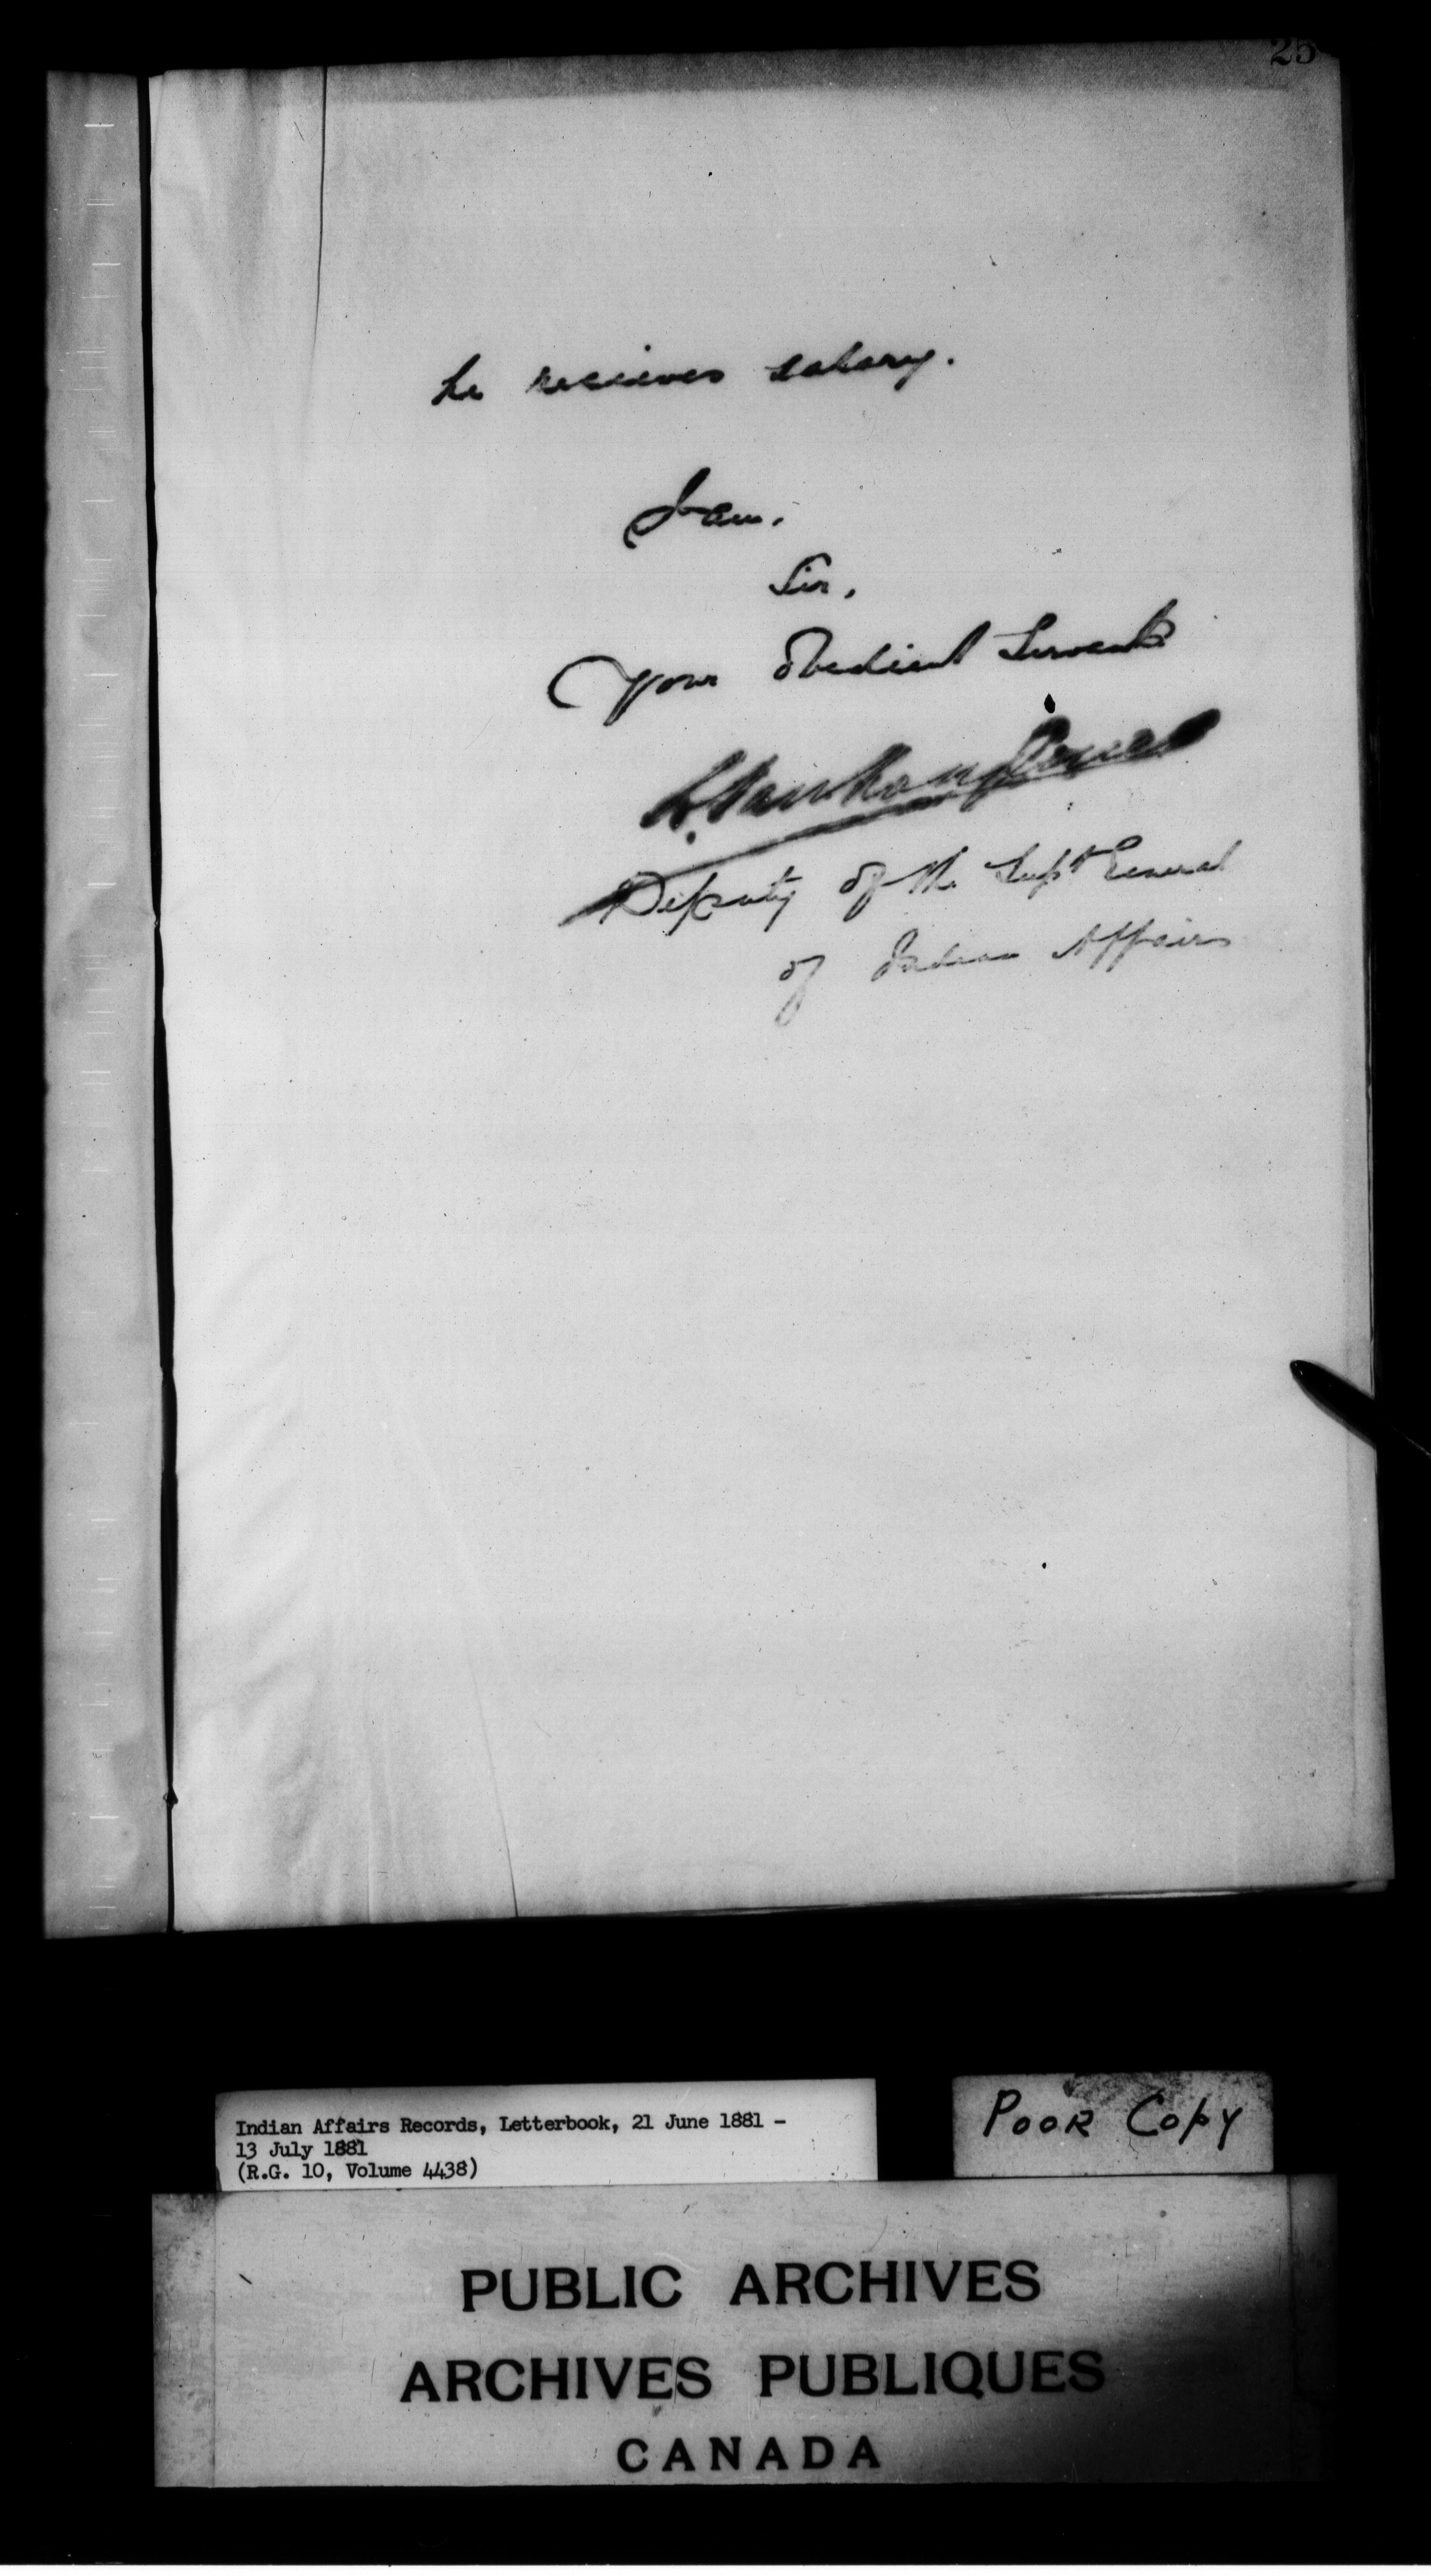 25
he recieves salary.
I am,
Sir,
Your Obedient Servant
L. VanKoughnet
Deputy of the Supt General
of Indian Affairs
Indian Affairs Records, Letterbook, 21 June 1881 -
13 July 1881
(R.G. 10, Volume 4438)
POOR COPY
PUBLIC ARCHIVES
ARCHIVES PUBLIQUES
CANADA